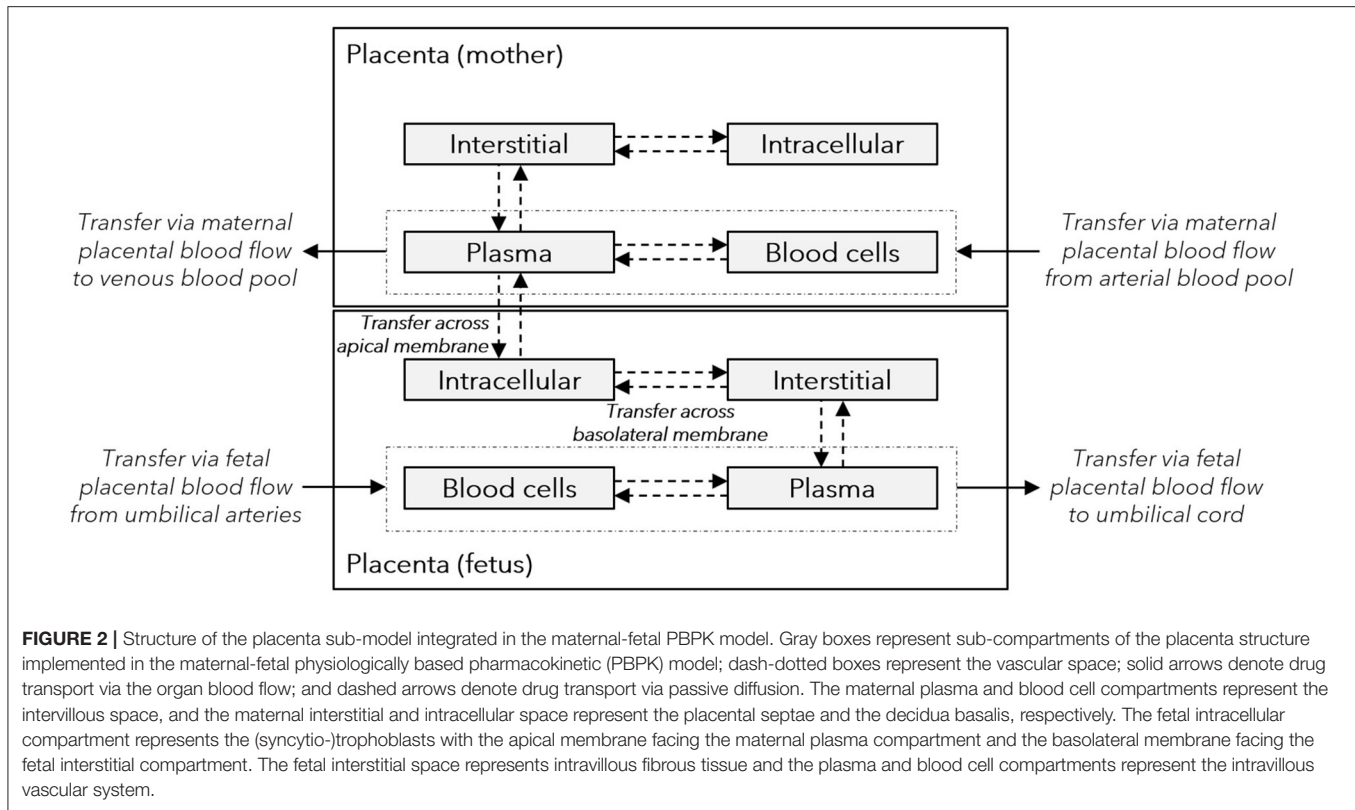 Placenta (mother)
Interstitial
Intracellular
Transfer via maternal
placental blood flow
to venous blood pool
Plasma
Blood cells
Transfer via maternal
placental blood flow
from arterial blood pool
Transfer across
apical membrane
Intracellular
Interstitial
Transfer across
basolateral membrane
Transfer via fetal
placental blood flow
from umbilical arteries
Blood cells
Plasma
Transfer via fetal
placental blood flow
to umbilical cord
Placenta (fetus)
FIGURE 2 | Structure of the placenta sub-model integrated in the maternal-fetal PBPK model. Gray boxes represent sub-compartments of the placenta structure
implemented in the maternal-fetal physiologically based pharmacokinetic (PBPK) model; dash-dotted boxes represent the vascular space; solid arrows denote drug
transport via the organ blood flow; and dashed arrows denote drug transport via passive diffusion. The maternal plasma and blood cell compartments represent the
intervillous space, and the maternal interstitial and intracellular space represent the placental septae and the decidua basalis, respectively. The fetal intracellular
compartment represents the (syncytio-)trophoblasts with the apical membrane facing the maternal plasma compartment and the basolateral membrane facing the
fetal interstitial compartment. The fetal interstitial space represents intravillous fibrous tissue and the plasma and blood cell compartments represent the intravillous
vascular system.